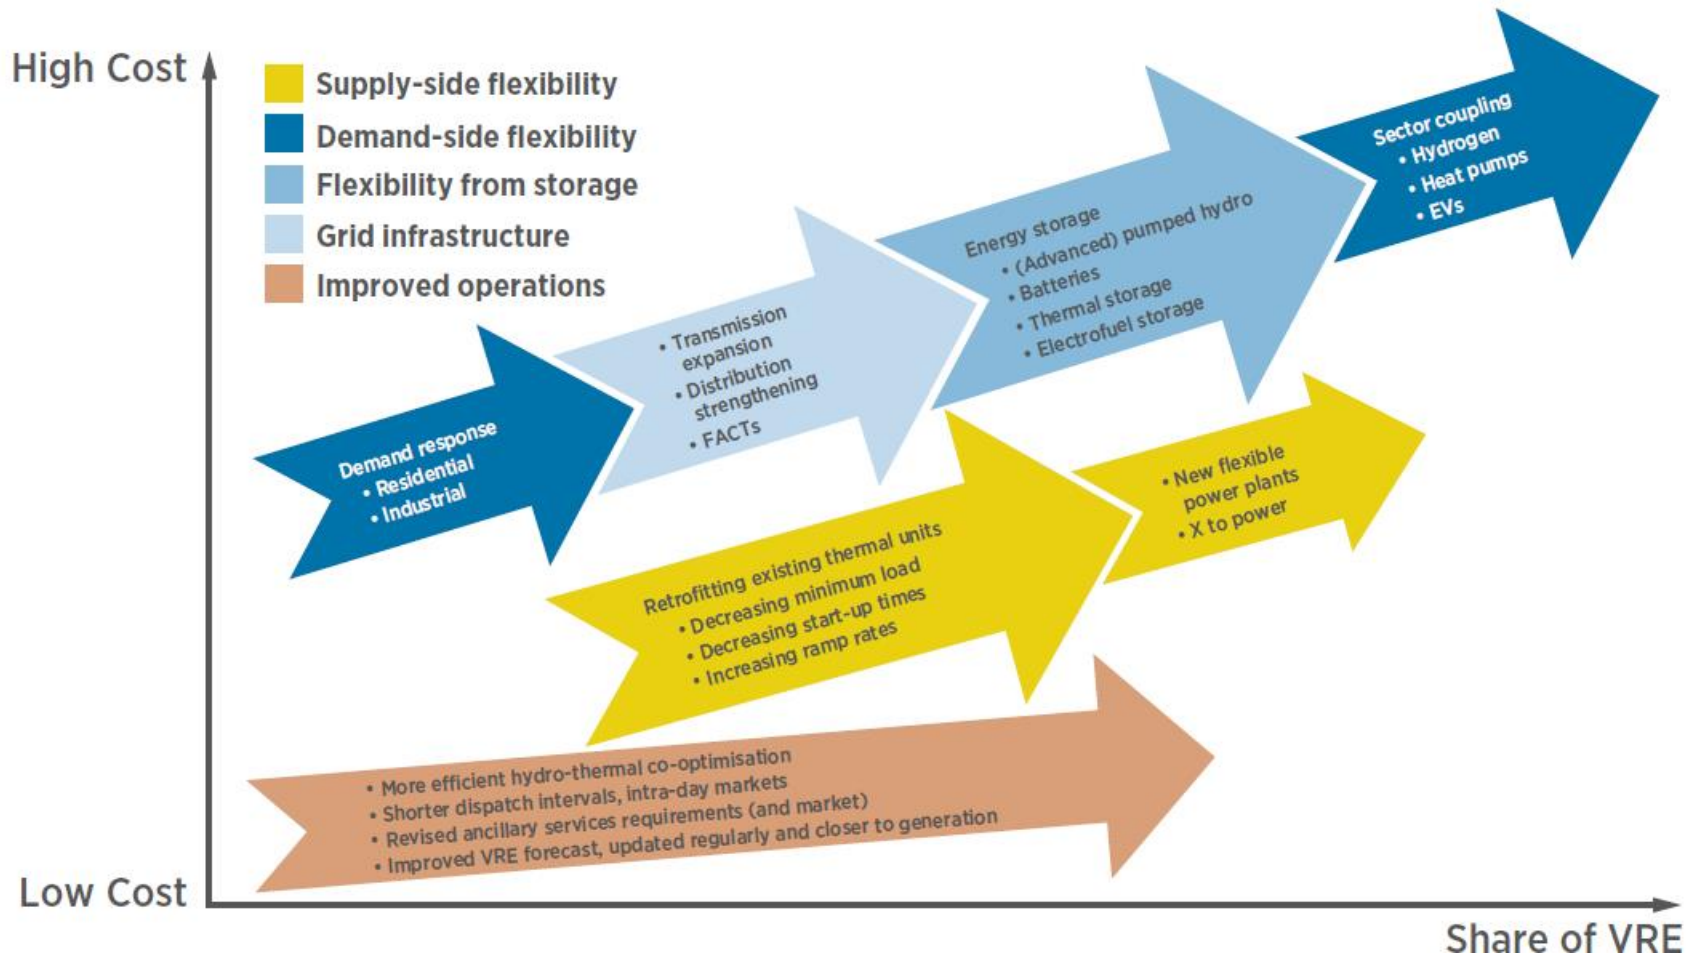 High Cost
Supply-side flexibility
Demand-side flexibility
Flexibility from storage
Grid infrastructure
Improved operations
Sector coupling
• Hydrogen
• Heat pumps
• EVs
Energy storage
• (Advanced) pumped hydro
• Batteries
• Thermal storage
• Electrofuel storage
• Transmission
expansion
• Distribution
strengthening
• FACTs
Demand response
• Residential
• Industrial
• New flexible
power plants
• X to power
Retrofitting existing thermal units
• Decreasing minimum load
• Decreasing start-up times
• Increasing ramp rates
• More efficient hydro-thermal co-optimisation
• Shorter dispatch intervals, intra-day markets
• Revised ancillary services requirements (and market)
• Improved VRE forecast, updated regularly and closer to generation
Low Cost
Share of VRE